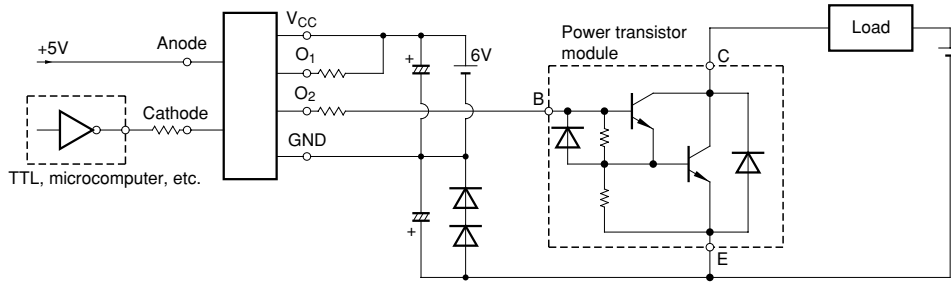 +5V
Anode
Cathode
TTL, microcomputer, etc.
VCC
O1
O2
GND
+
6V
+
Power transistor
module
B
C
E
Load